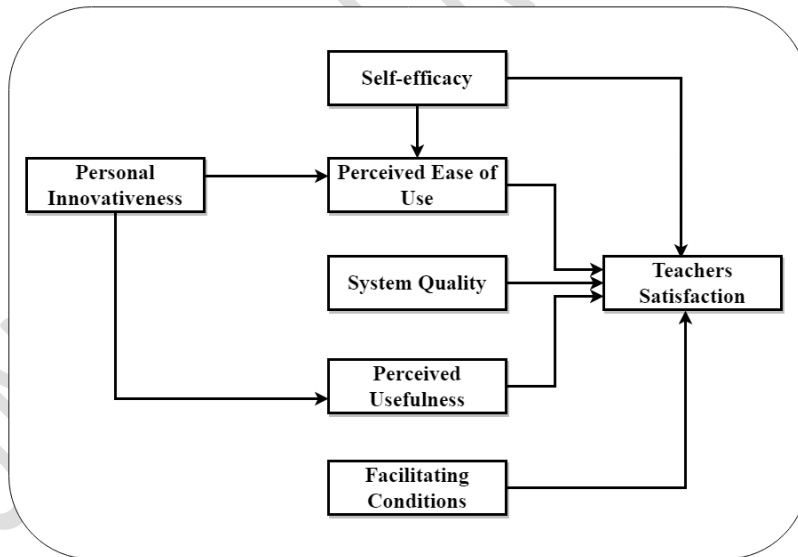 Self-efficacy
Personal
Innovativeness
Perceived Ease of
Use
System Quality
Teachers
Satisfaction
Perceived
Usefulness
Facilitating
Conditions